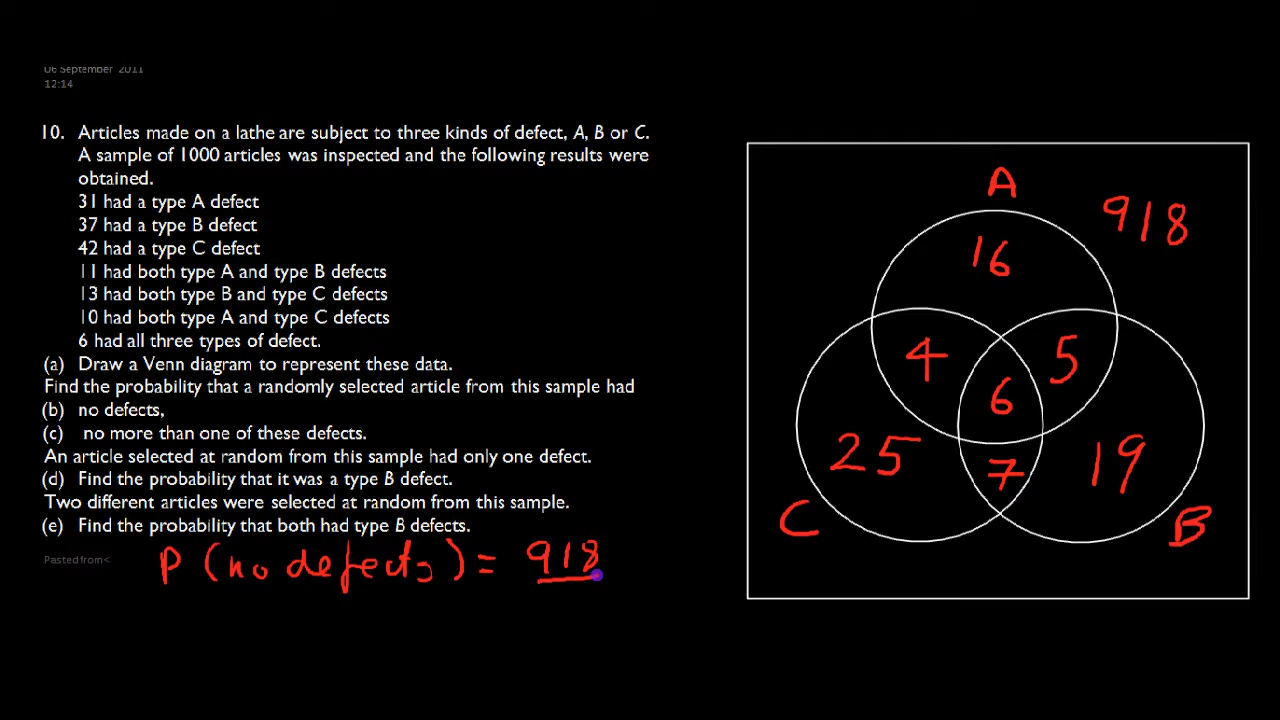 06 September 2011
12:14
10. Articles made on a lathe are subject to three kinds of defect, A, B or C.
A sample of 1000 articles was inspected and the following results were
obtained.
31 had a type A defect
37 had a type B defect
42 had a type C defect
11 had both type A and type B defects
13 had both type B and type C defects
10 had both type A and type C defects
6 had all three types of defect.
(a) Draw a Venn diagram to represent these data.
Find the probability that a randomly selected article from this sample had
(b) no defects,
(c) no more than one of these defects.
An article selected at random from this sample had only one defect.
(d) Find the probability that it was a type B defect.
Two different articles were selected at random from this sample.
(e) Find the probability that both had type B defects.
Pasted from <
P (no defects) = 918
A
918
16
4
5
6
25
7
19
C
B